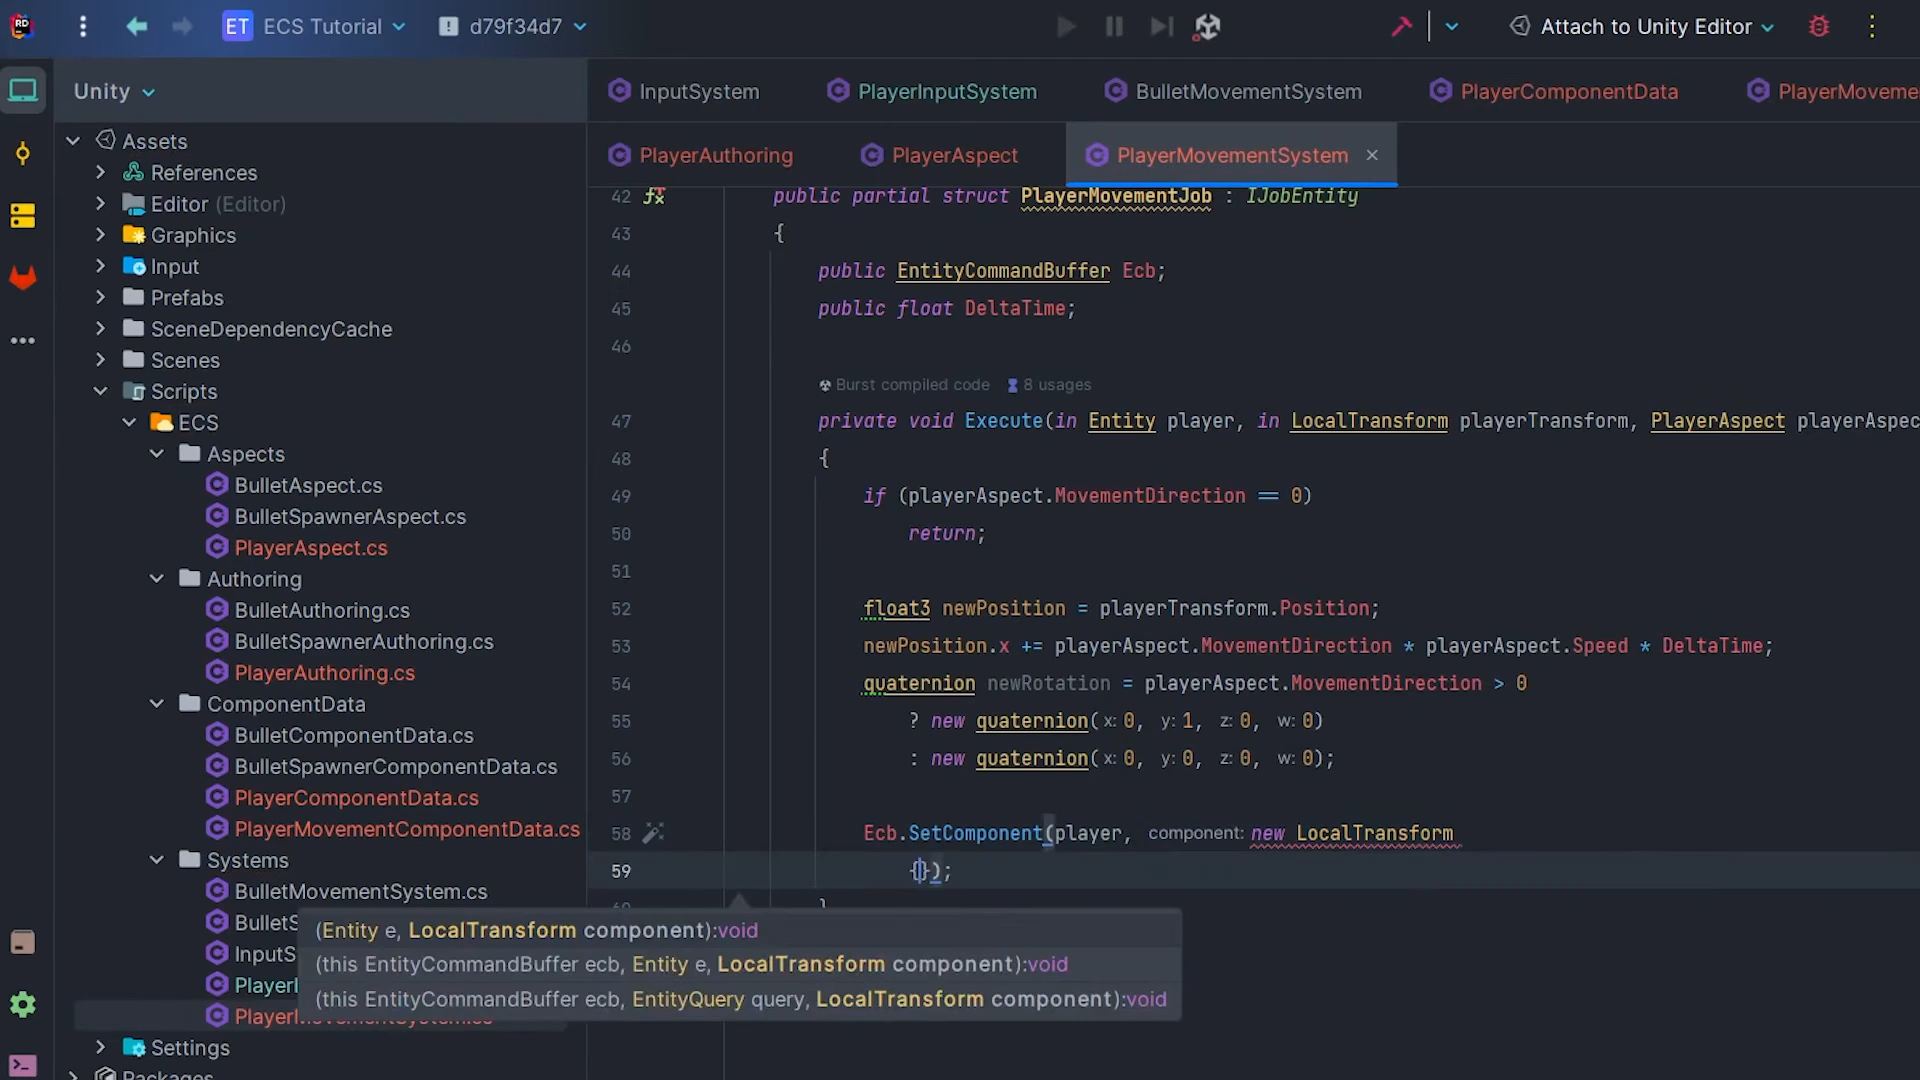 RD
ET ECS Tutorial
d79f34d7
Attach to Unity Editor
Unity
InputSystem
PlayerInputSystem
BulletMovementSystem
PlayerComponentData
PlayerMoveme
PlayerAuthoring
PlayerAspect
PlayerMovementSystem
Assets
References
Editor (Editor)
Graphics
Input
Prefabs
SceneDependencyCache
Scenes
Scripts
ECS
Aspects
BulletAspect.cs
BulletSpawnerAspect.cs
PlayerAspect.cs
Authoring
BulletAuthoring.cs
BulletSpawnerAuthoring.cs
PlayerAuthoring.cs
ComponentData
BulletComponentData.cs
BulletSpawnerComponentData.cs
PlayerComponentData.cs
PlayerMovementComponentData.cs
Systems
BulletMovementSystem.cs
BulletS
InputS
PlayerI
Settings
42 public partial struct PlayerMovementJob : IJobEntity
43 {
44 public EntityCommandBuffer Ecb;
45 public float DeltaTime;
46
Burst compiled code 8 usages
47 private void Execute(in Entity player, in LocalTransform playerTransform, PlayerAspect playerAspec
48 {
49 if (playerAspect.MovementDirection == 0)
50 return;
51
52 float3 newPosition = playerTransform.Position;
53 newPosition.x += playerAspect.MovementDirection * playerAspect.Speed * DeltaTime;
54 quaternion newRotation = playerAspect.MovementDirection > 0
55 ? new quaternion(x: 0, y: 1, z: 0, w: 0)
56 : new quaternion(x: 0, y: 0, z: 0, w: 0);
57
58 Ecb.SetComponent(player, component: new LocalTransform
59 {});
(Entity e, LocalTransform component):void
(this EntityCommandBuffer ecb, Entity e, LocalTransform component):void
(this EntityCommandBuffer ecb, EntityQuery query, LocalTransform component):void